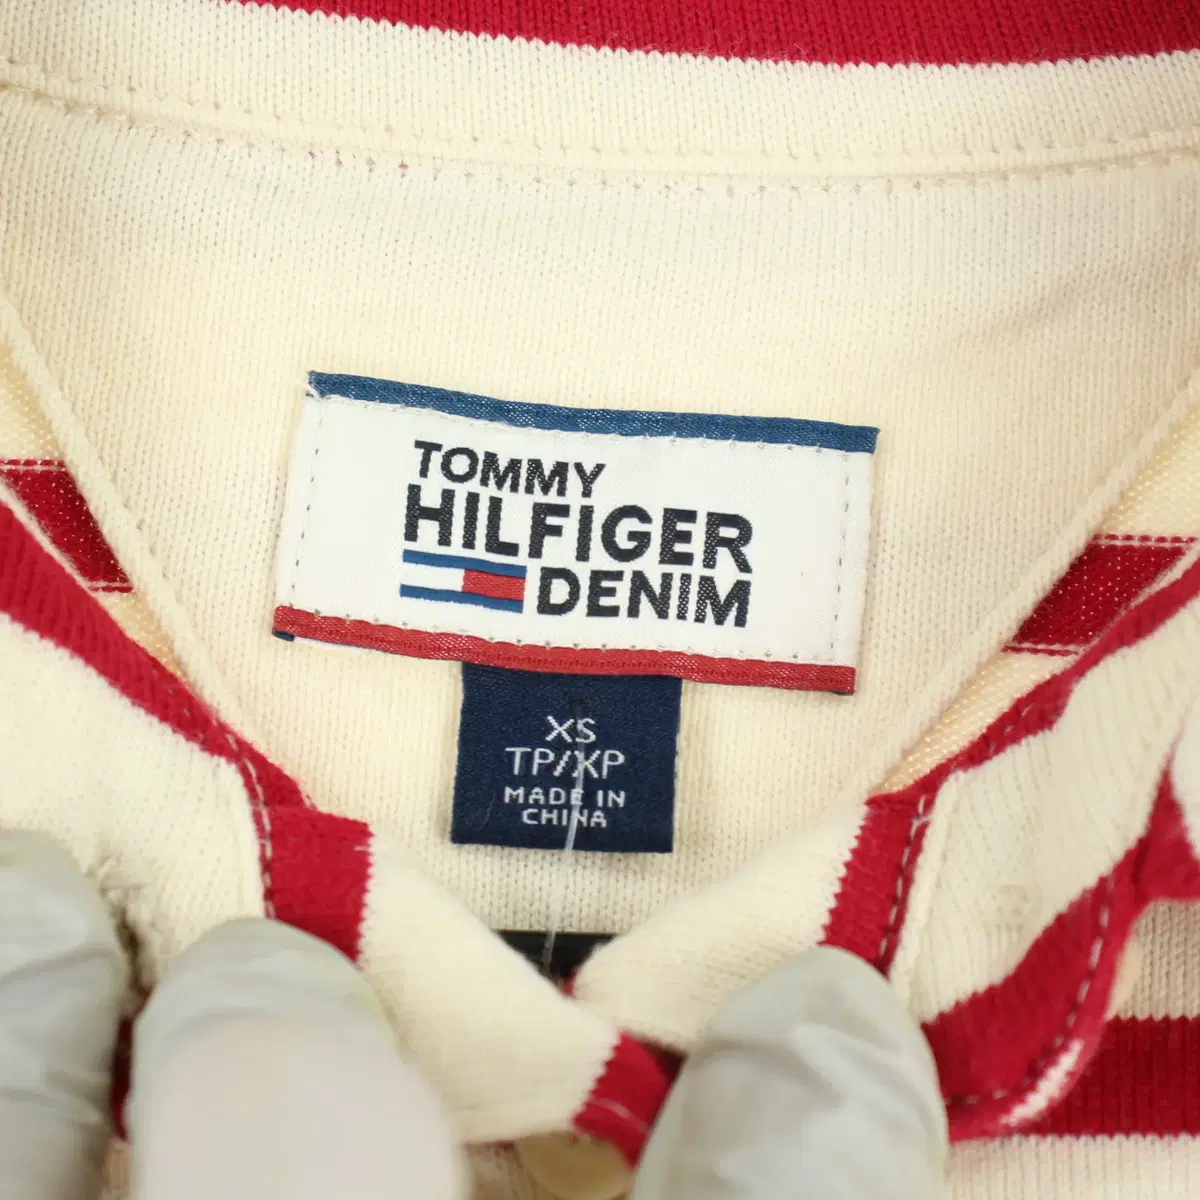 TOMMY
HILFIGER
DENIM
XS
TP/XP
MADE IN
CHINA